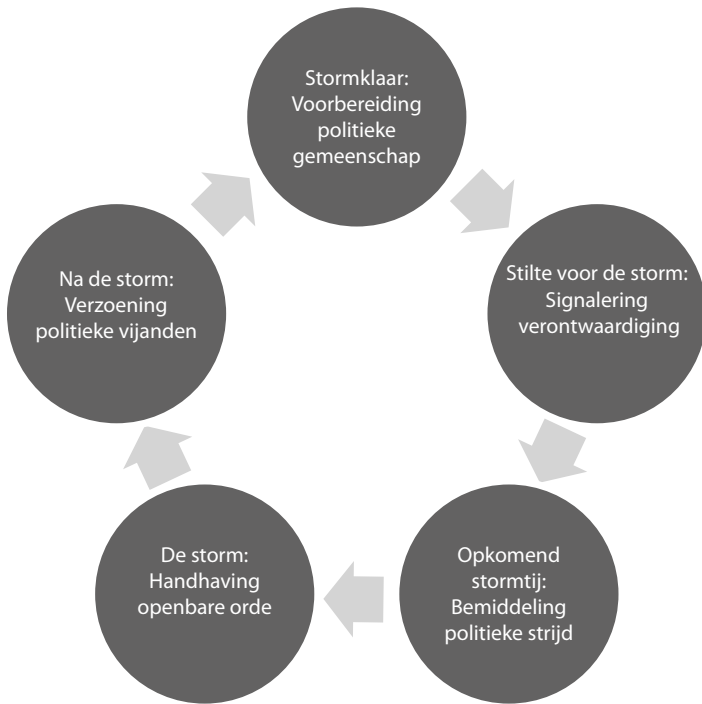 Stormklaar:
Voorbereiding
politieke
gemeenschap
Stilte voor de storm:
Signalering
verontwaardiging
Opkomend
stormtij:
Bemiddeling
politieke strijd
De storm:
Handhaving
openbare orde
Na de storm:
Verzoening
politieke vijanden